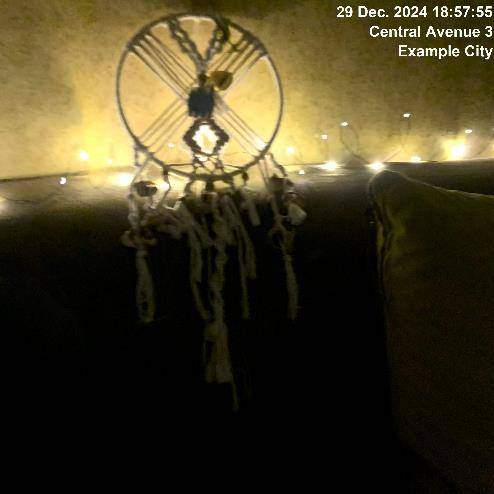 29 Dec. 2024 18:57:55
Central Avenue 3
Example City